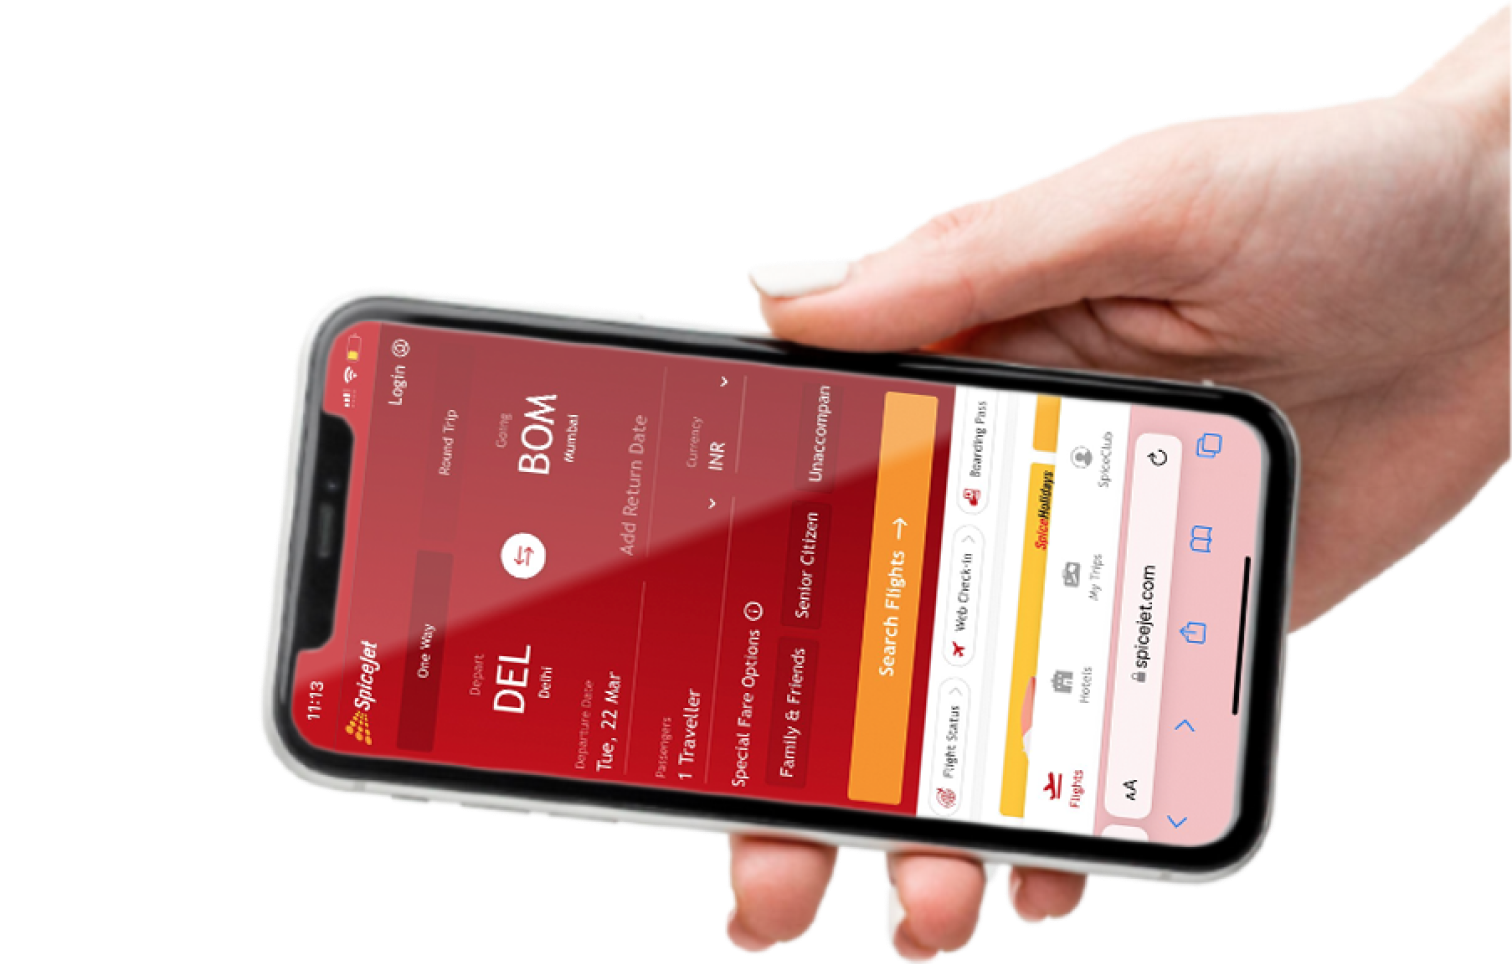 11:13
SpiceJet
Login
One Way
Round Trip
Depart
Going
DEL
BOM
Delhi
Mumbai
Departure Date
Tue, 22 Mar
Add Return Date
Passengers
Currency
1 Traveller
INR
Special Fare Options
Family & Friends
Senior Citizen
Unaccompan
Search Flights →
Flight Status
Web Check-in
Boarding Pass
SpiceHolidays
Flights
Hotels
My Trips
SpiceClub
AA
spicejet.com